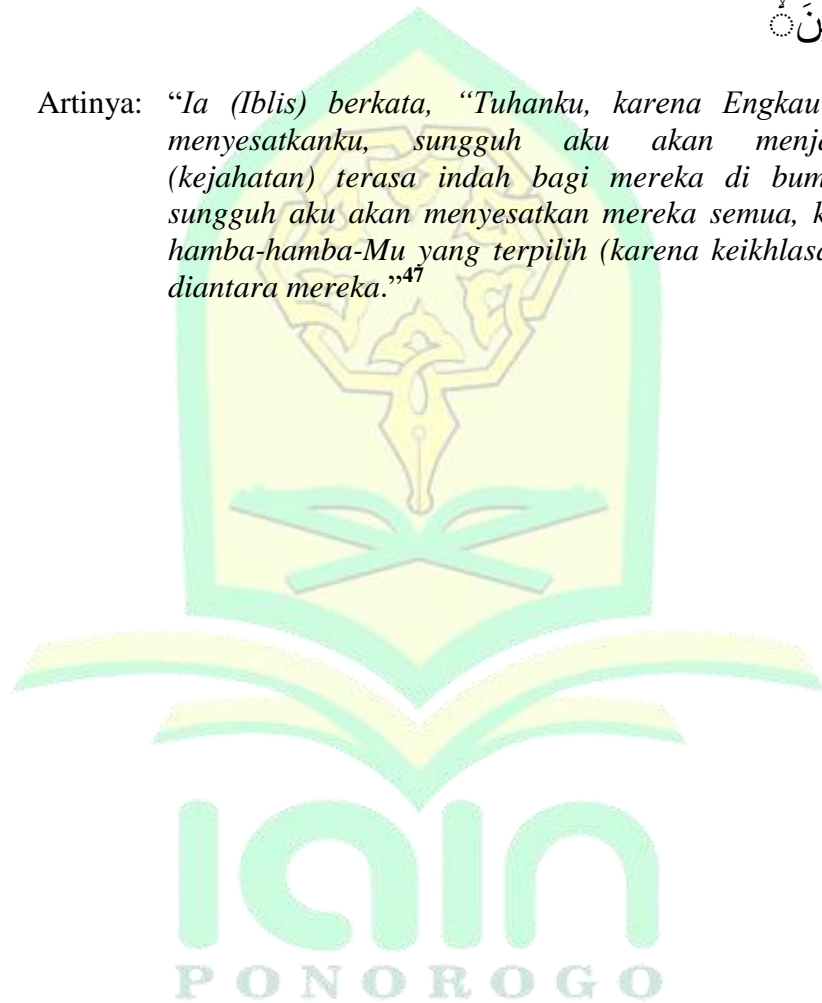 نَۙ
Artinya: “Ia (Iblis) berkata, “Tuhanku, karena Engkau
menyesatkanku, sungguh aku akan
(kejahatan) terasa indah bagi mereka di
sungguh aku akan menyesatkan mereka semua,
hamba-hamba-Mu yang terpilih (karena
diantara mereka.”47
iain
PONOROGO